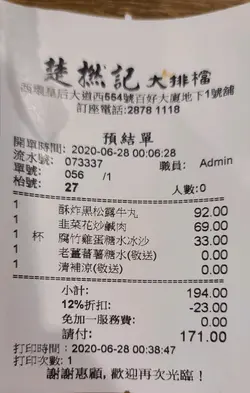 楚撚記大排檔
西環皇后大道西554號百好大廈地下1號舖
訂座電話:2878 1118
預結單
開單時間: 2020-06-28 00:06:28
流水號: 073337 職員: Admin
單號: 056 /1
枱號: 27 人數:0
1 酥炸黑松露牛丸 92.00
1 韭菜花炒鹹肉 69.00
1 杯 腐竹雞蛋糖水冰沙 33.00
1 老薑蕃薯糖水(敬送) 0.00
1 清補涼(敬送) 0.00
小計: 194.00
12%折扣: -23.00
免加一服務費: 0.00
請付: 171.00
打印時間: 2020-06-28 00:38:47
打印次數: 1
謝謝惠顧, 歡迎再次光臨!